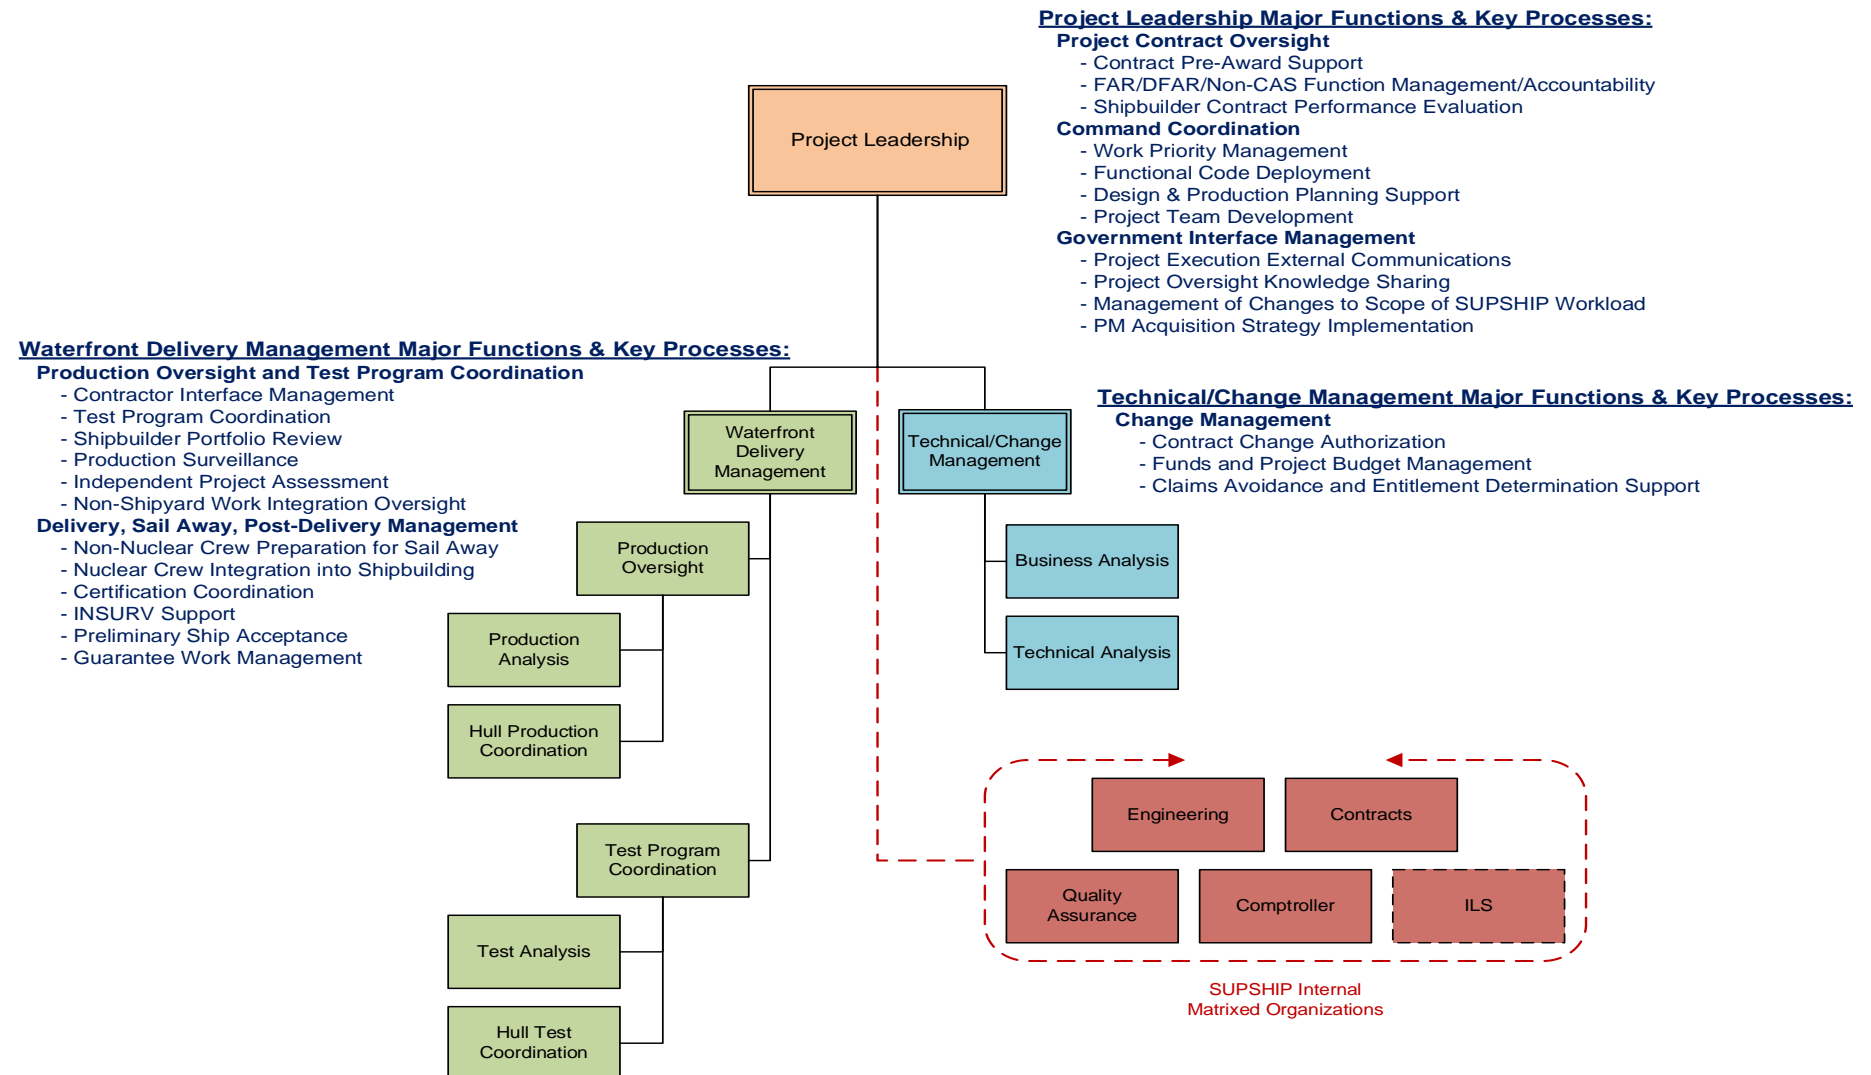 Project Leadership Major Functions & Key Processes:
Project Contract Oversight
- Contract Pre-Award Support
- FAR/DFAR/Non-CAS Function Management/Accountability
- Shipbuilder Contract Performance Evaluation
Command Coordination
- Work Priority Management
- Functional Code Deployment
- Design & Production Planning Support
- Project Team Development
Government Interface Management
- Project Execution External Communications
- Project Oversight Knowledge Sharing
- Management of Changes to Scope of SUPSHIP Workload
- PM Acquisition Strategy Implementation
Project Leadership
Waterfront Delivery Management Major Functions & Key Processes:
Production Oversight and Test Program Coordination
- Contractor Interface Management
- Test Program Coordination
- Shipbuilder Portfolio Review
- Production Surveillance
- Independent Project Assessment
- Non-Shipyard Work Integration Oversight
Delivery, Sail Away, Post-Delivery Management
- Non-Nuclear Crew Preparation for Sail Away
- Nuclear Crew Integration into Shipbuilding
- Certification Coordination
- INSURV Support
- Preliminary Ship Acceptance
- Guarantee Work Management
Technical/Change Management Major Functions & Key Processes:
Change Management
- Contract Change Authorization
- Funds and Project Budget Management
- Claims Avoidance and Entitlement Determination Support
Waterfront
Delivery
Management
Technical/Change
Management
Production
Oversight
Production
Analysis
Hull Production
Coordination
Test Program
Coordination
Test Analysis
Hull Test
Coordination
Business Analysis
Technical Analysis
Engineering
Contracts
Quality
Assurance
Comptroller
ILS
SUPSHIP Internal
Matrixed Organizations